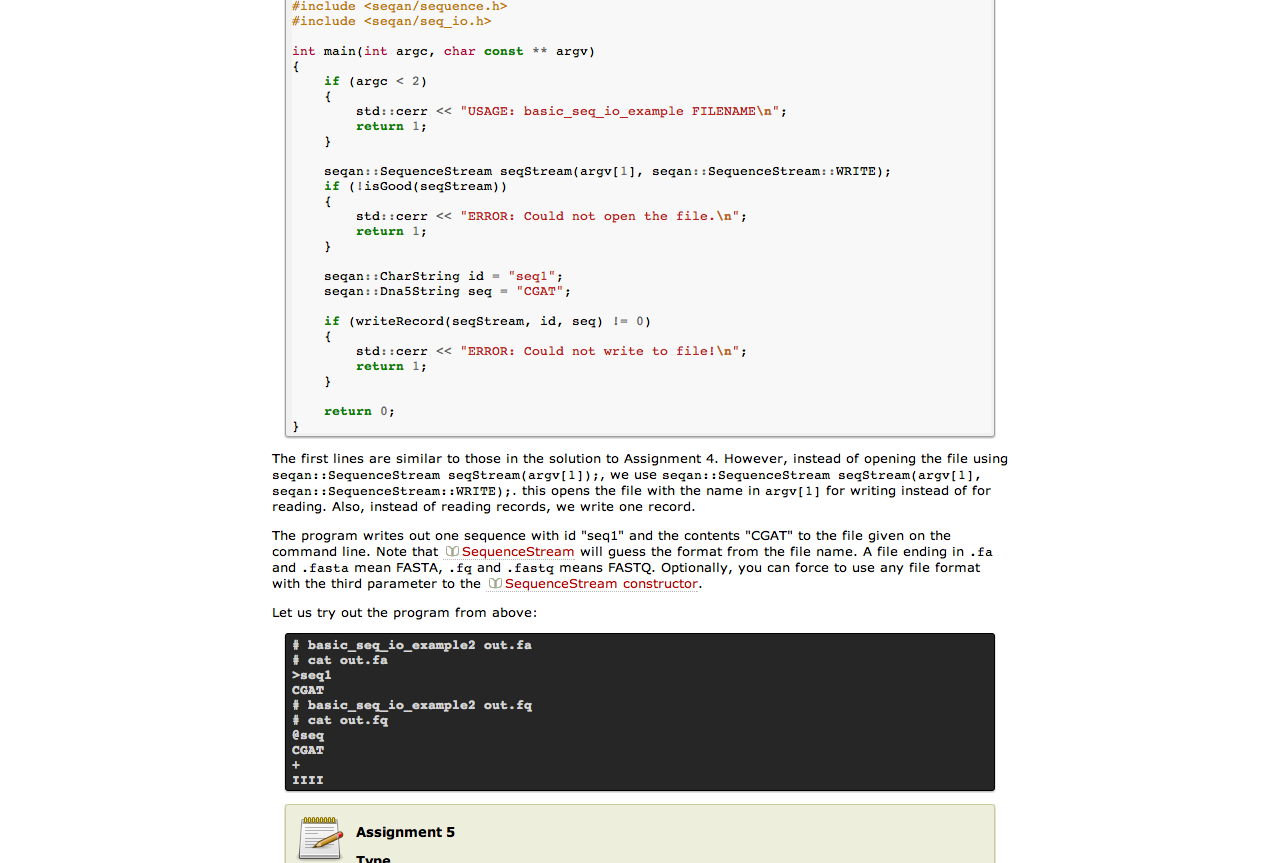 #include <seqan/sequence.h>
#include <seqan/seq_io.h>
int main(int argc, char const ** argv)
{
    if (argc < 2)
    {
        std::cerr << "USAGE: basic_seq_io_example FILENAME\n";
        return 1;
    }
    seqan::SequenceStream seqStream(argv[1], seqan::SequenceStream::WRITE);
    if (!isGood(seqStream))
    {
        std::cerr << "ERROR: Could not open the file.\n";
        return 1;
    }
    seqan::CharString id = "seq1";
    seqan::Dna5String seq = "CGAT";
    if (writeRecord(seqStream, id, seq) != 0)
    {
        std::cerr << "ERROR: Could not write to file!\n";
        return 1;
    }
    return 0;
}
The first lines are similar to those in the solution to Assignment 4. However, instead of opening the file using
seqan::SequenceStream seqStream(argv[1]);, we use seqan::SequenceStream seqStream(argv[1],
seqan::SequenceStream::WRITE);. this opens the file with the name in argv[1] for writing instead of for
reading. Also, instead of reading records, we write one record.
The program writes out one sequence with id "seq1" and the contents "CGAT" to the file given on the
command line. Note that SequenceStream will guess the format from the file name. A file ending in .fa
and .fasta mean FASTA, .fq and .fastq means FASTQ. Optionally, you can force to use any file format
with the third parameter to the SequenceStream constructor.
Let us try out the program from above:
# basic_seq_io_example2 out.fa
# cat out.fa
>seq1
CGAT
# basic_seq_io_example2 out.fq
# cat out.fq
@seq
CGAT
+
IIII
Assignment 5
Type